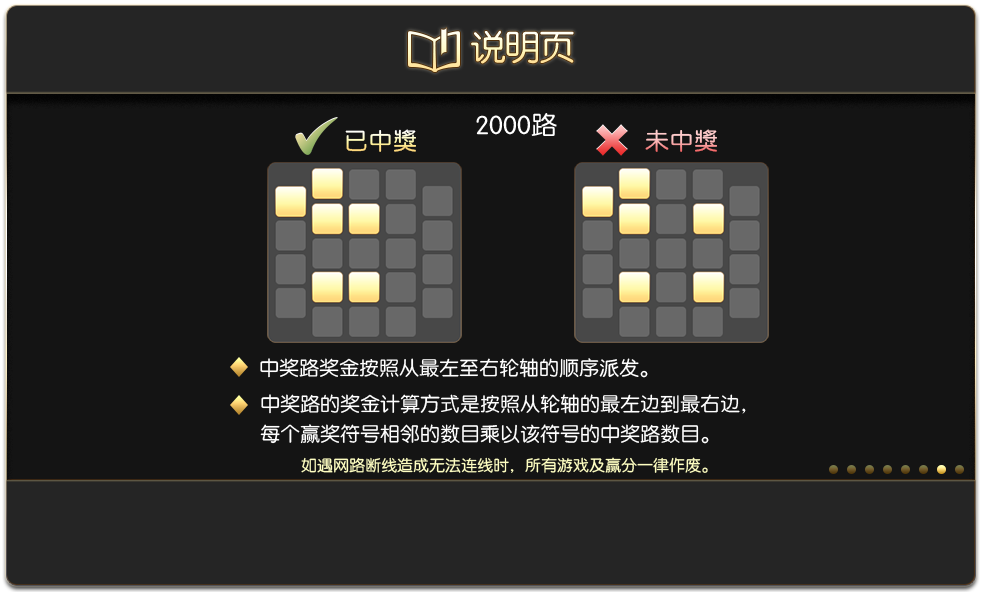 说明页
2000路
已中獎
未中獎
中奖路奖金按照从最左至右轮轴的顺序派发。
中奖路的奖金计算方式是按照从轮轴的最左边到最右边，
每个赢奖符号相邻的数目乘以该符号的中奖路数目。
如遇网路断线造成无法连线时，所有游戏及赢分一律作废。